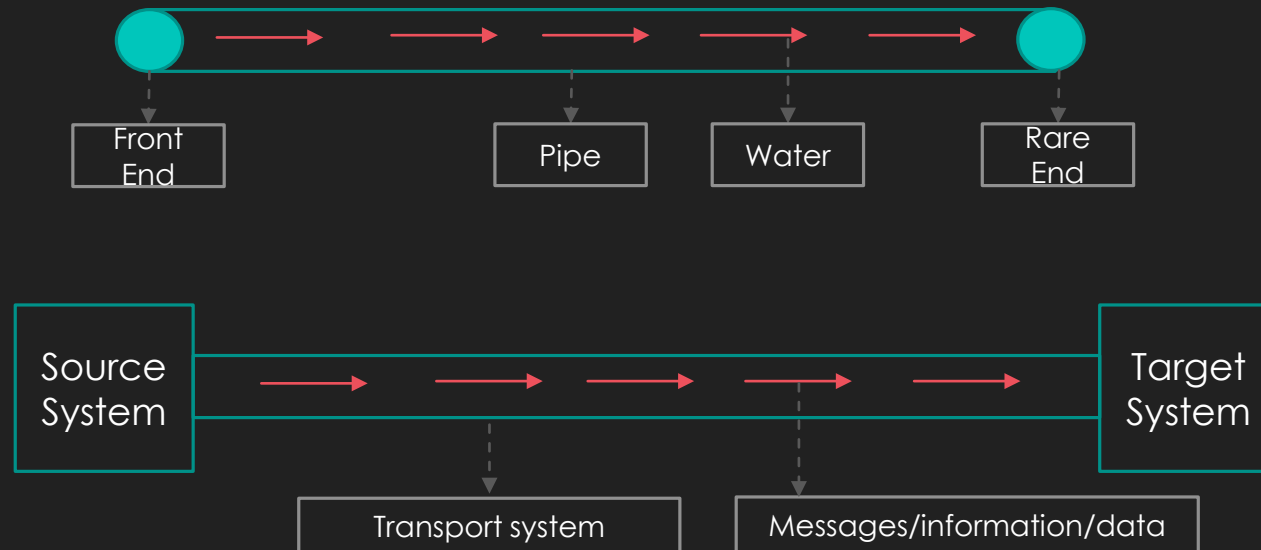 Front
End
Pipe
Water
Rare
End
Source
System
Target
System
Transport system
Messages/information/data